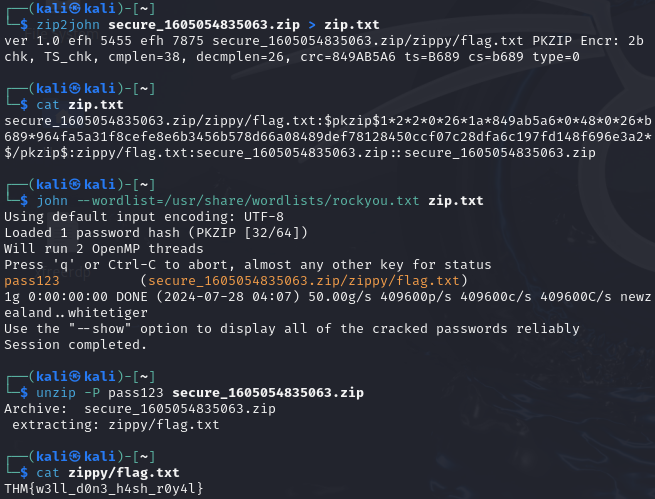 ┌──(kali㉿kali)-[~]
└─$ zip2john secure_1605054835063.zip > zip.txt
ver 1.0 efh 5455 efh 7875 secure_1605054835063.zip/zippy/flag.txt PKZIP Encr: 2b
chk, TS_chk, cmplen=38, decmplen=26, crc=849AB5A6 ts=B689 cs=b689 type=0
┌──(kali㉿kali)-[~]
└─$ cat zip.txt
secure_1605054835063.zip/zippy/flag.txt:$pkzip$1*2*2*0*26*1a*849ab5a6*0*48*0*26*b
689*964fa5a31f8cefe8e6b3456b578d66a08489def78128450ccf07c28dfa6c197fd148f696e3a2*
$/pkzip$:zippy/flag.txt:secure_1605054835063.zip::secure_1605054835063.zip
┌──(kali㉿kali)-[~]
└─$ john --wordlist=/usr/share/wordlists/rockyou.txt zip.txt
Using default input encoding: UTF-8
Loaded 1 password hash (PKZIP [32/64])
Will run 2 OpenMP threads
Press 'q' or Ctrl-C to abort, almost any other key for status
pass123          (secure_1605054835063.zip/zippy/flag.txt)
1g 0:00:00:00 DONE (2024-07-28 04:07) 50.00g/s 409600p/s 409600c/s 409600C/s newz
ealand..whitetiger
Use the "--show" option to display all of the cracked passwords reliably
Session completed.
┌──(kali㉿kali)-[~]
└─$ unzip -P pass123 secure_1605054835063.zip
Archive:  secure_1605054835063.zip
 extracting: zippy/flag.txt
┌──(kali㉿kali)-[~]
└─$ cat zippy/flag.txt
THM{w3ll_d0n3_h4sh_r0y4l}